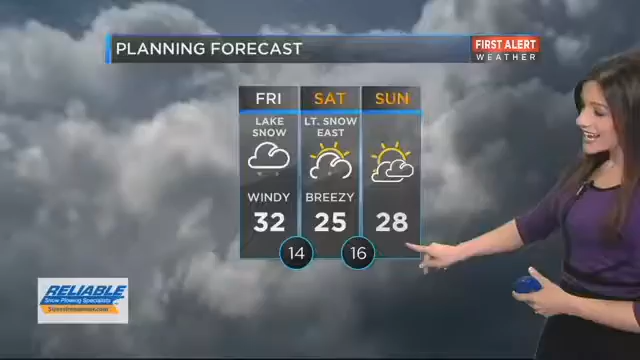 PLANNING FORECAST
FIRST ALERT
WEATHER
FRI
SAT
SUN
LAKE
SNOW
LT. SNOW
EAST
WINDY
BREEZY
32
25
28
14
16
RELIABLE
Snow Plowing Specialists